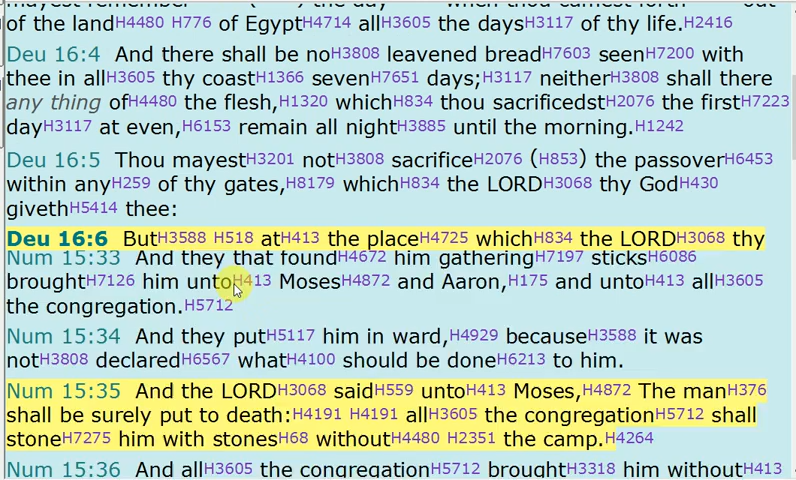 of the landH4480 H776 of EgyptH4714 allH3605 the daysH3117 of thy life.H2416
Deu 16:4 And there shall be noH3808 leavened breadH7603 seenH7200 with
thee in allH3605 thy coastH1366 sevenH7651 days;H3117 neitherH3808 shall there
any thing ofH4480 the flesh,H1320 whichH834 thou sacrificedstH2076 the firstH7223
dayH3117 at even,H6153 remain all nightH3885 until the morning.H1242
Deu 16:5 Thou mayestH3201 notH3808 sacrificeH2076 (H853) the passoverH6453
within anyH259 of thy gates,H8179 whichH834 the LORDH3068 thy GodH430
givethH5414 thee:
Deu 16:6 ButH3588 H518 atH413 the placeH4725 whichH834 the LORDH3068 thy
Num 15:33 And they that foundH4672 him gatheringH7197 sticksH6086
broughtH7126 him untoH413 MosesH4872 and Aaron,H175 and untoH413 allH3605
the congregation.H5712
Num 15:34 And they putH5117 him in ward,H4929 becauseH3588 it was
notH3808 declaredH6567 whatH4100 should be doneH6213 to him.
Num 15:35 And the LORDH3068 saidH559 untoH413 Moses,H4872 The manH376
shall be surely put to death:H4191 H4191 allH3605 the congregationH5712 shall
stoneH7275 him with stonesH68 withoutH4480 H2351 the camp.H4264
Num 15:36 And allH3605 the congregationH5712 broughtH3318 him withoutH413